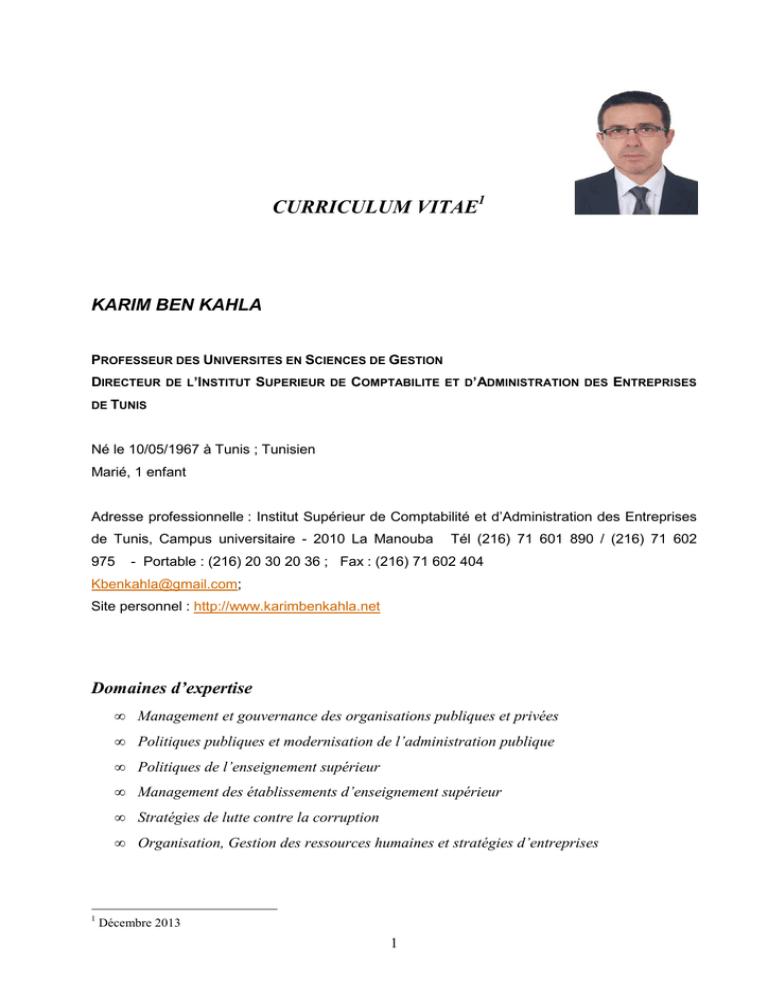 CURRICULUM VITAE1
KARIM BEN KAHLA
PROFESSEUR DES UNIVERSITES EN SCIENCES DE GESTION
DIRECTEUR DE L’INSTITUT SUPERIEUR DE COMPTABILITE ET D’ADMINISTRATION DES ENTREPRISES
DE TUNIS
Né le 10/05/1967 à Tunis ; Tunisien
Marié, 1 enfant
Adresse professionnelle : Institut Supérieur de Comptabilité et d’Administration des Entreprises
de Tunis, Campus universitaire - 2010 La Manouba Tél (216) 71 601 890 / (216) 71 602
975 - Portable : (216) 20 30 20 36 ; Fax : (216) 71 602 404
Kbenkahla@gmail.com;
Site personnel : http://www.karimbenkahla.net
Domaines d’expertise
• Management et gouvernance des organisations publiques et privées
• Politiques publiques et modernisation de l’administration publique
• Politiques de l’enseignement supérieur
• Management des établissements d’enseignement supérieur
• Stratégies de lutte contre la corruption
• Organisation, Gestion des ressources humaines et stratégies d’entreprises
1 Décembre 2013
1